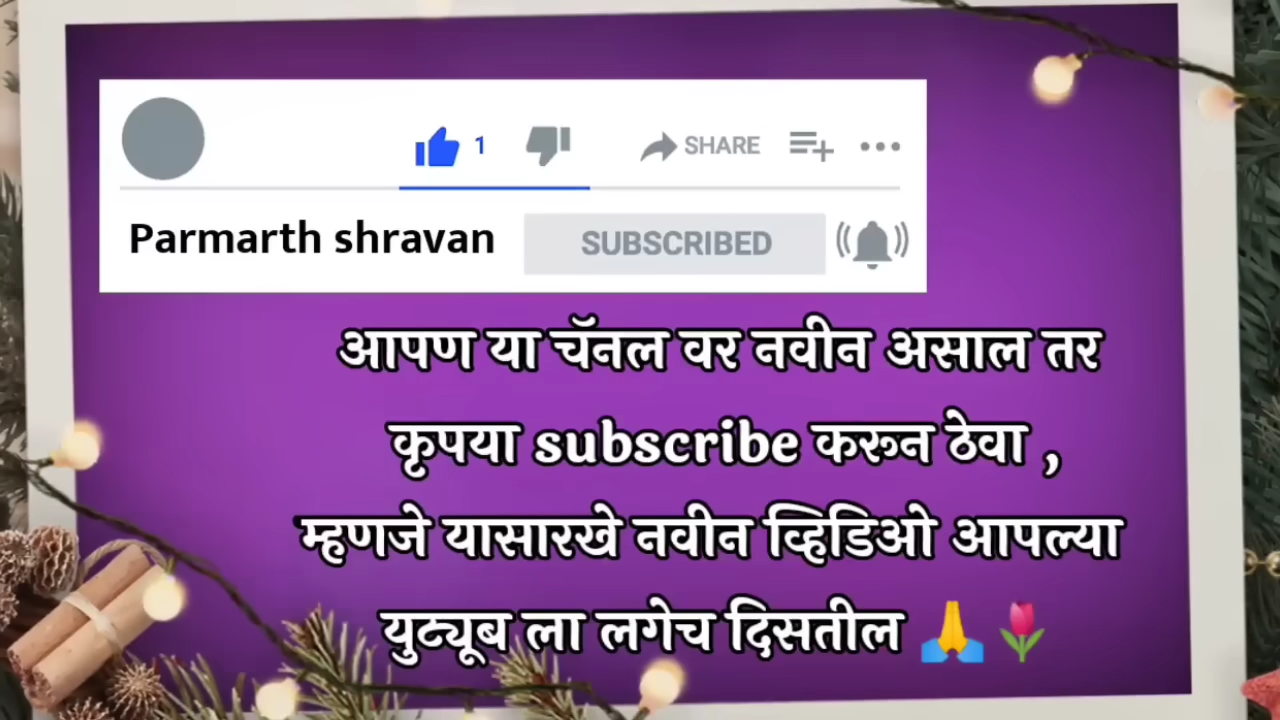 1
SHARE
Parmarth shravan
SUBSCRIBED
आपण या चॅनल वर नवीन असाल तर
कृपया subscribe करून ठेवा ,
म्हणजे यासारखे नवीन व्हिडिओ आपल्या
युट्यूब ला लगेच दिसतील 🙏🌷